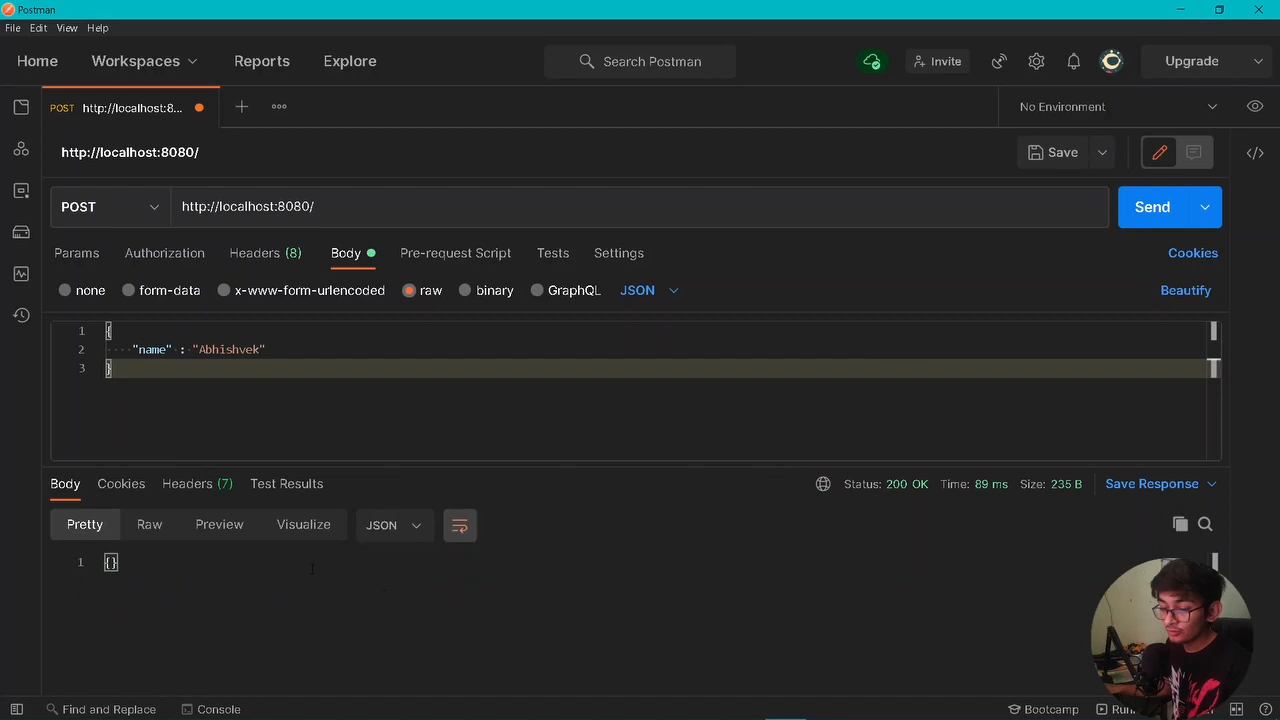 Postman
File Edit View Help
Home Workspaces Reports Explore Search Postman Invite Upgrade
POST http://localhost:8... No Environment
http://localhost:8080/ Save
POST http://localhost:8080/ Send
Params Authorization Headers (8) Body Pre-request Script Tests Settings Cookies
none form-data x-www-form-urlencoded raw binary GraphQL JSON Beautify
1 {
2 "name" : "Abhishvek"
3 }
Body Cookies Headers (7) Test Results Status: 200 OK Time: 89 ms Size: 235 B Save Response
Pretty Raw Preview Visualize JSON
1 {}
Find and Replace Console Bootcamp